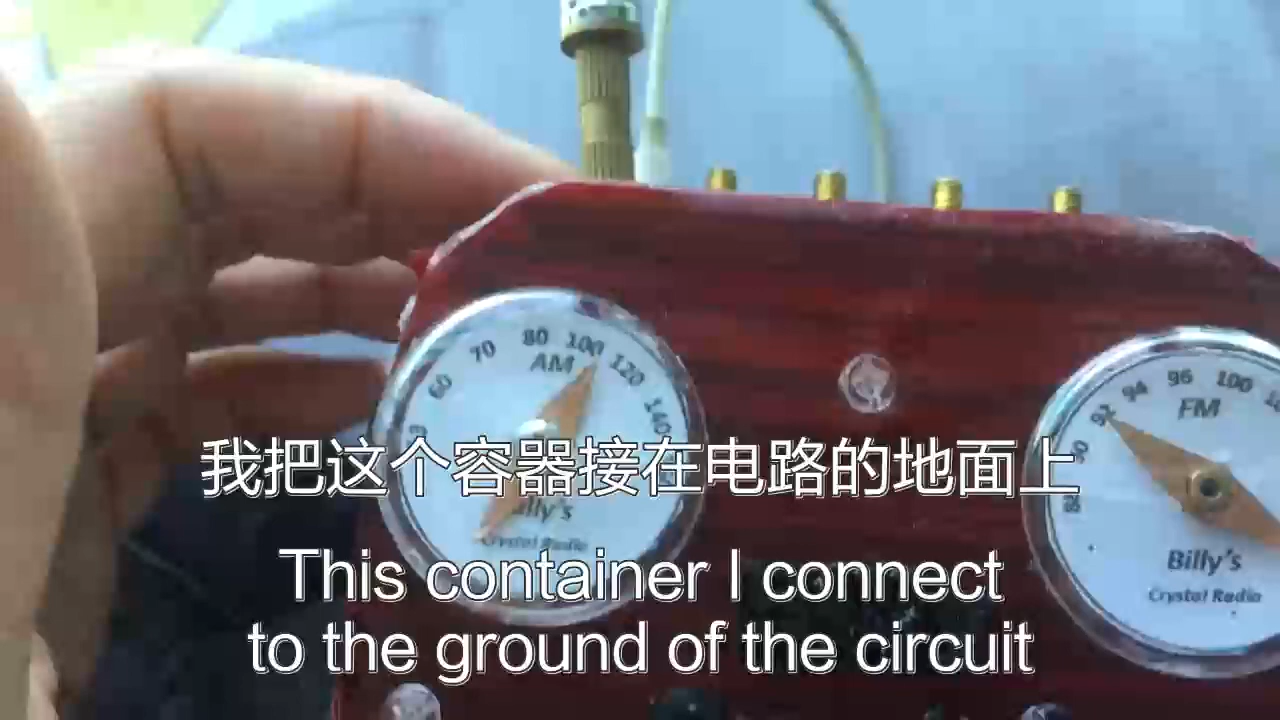 60
70
80
100
120
140
AM
Crystal Radio
90
92
94
96
100
FM
Billy's
Crystal Radio
我把这个容器接在电路的地面上
This container I connect
to the ground of the circuit